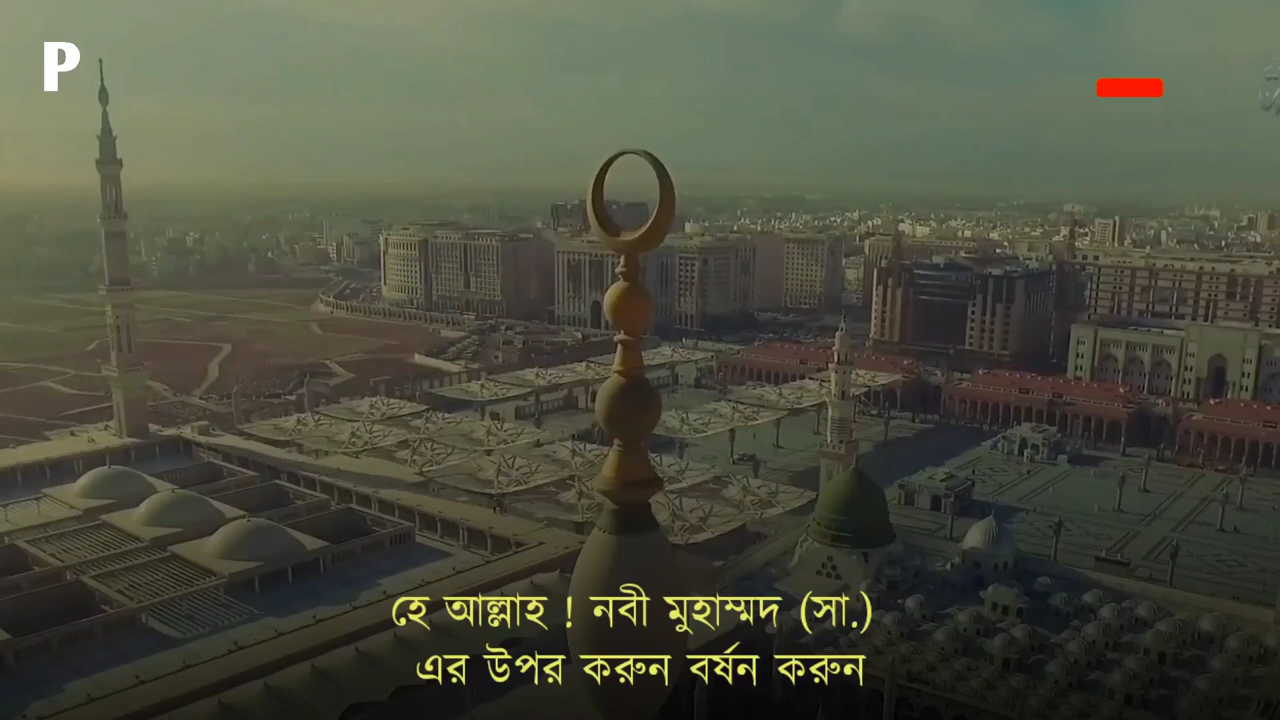 P
হে আল্লাহ ! নবী মুহাম্মদ (সা.)
এর উপর করুন বর্ষন করুন